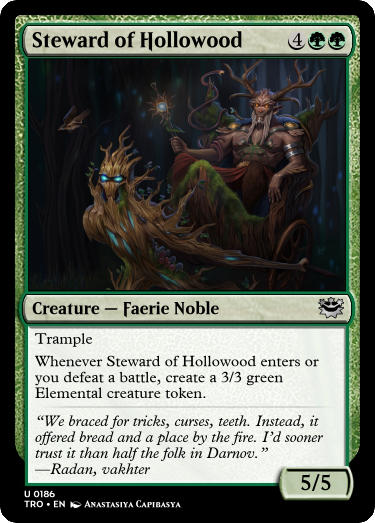 Steward of Hollowood 4
Creature — Faerie Noble
Trample
Whenever Steward of Hollowood enters or
you defeat a battle, create a 3/3 green
Elemental creature token.
“We braced for tricks, curses, teeth. Instead, it
offered bread and a place by the fire. I’d sooner
trust it than half the folk in Darnov.”
—Radan, vakhter
5/5
U 0186
TRO • EN Anastasiya Capibasya